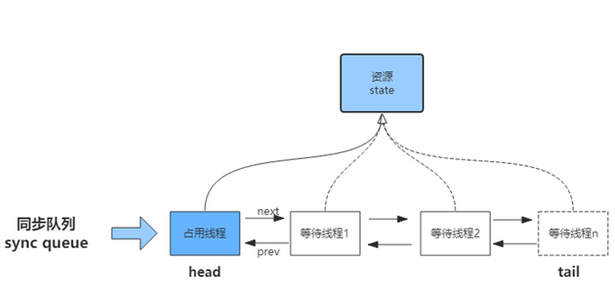 资源
state
同步队列
sync queue
占用线程
next
prev
等待线程1
等待线程2
等待线程n
head
tail